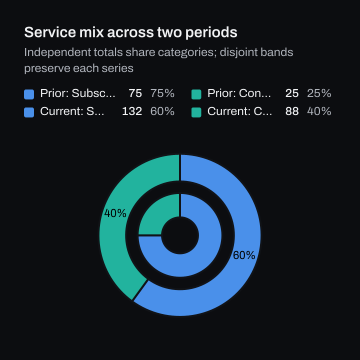 Service mix across two periods
Independent totals share categories; disjoint bands
preserve each series
Prior: Subsc... 75 75% Prior: Con... 25 25%
Current: S... 132 60% Current: C... 88 40%
40%
60%